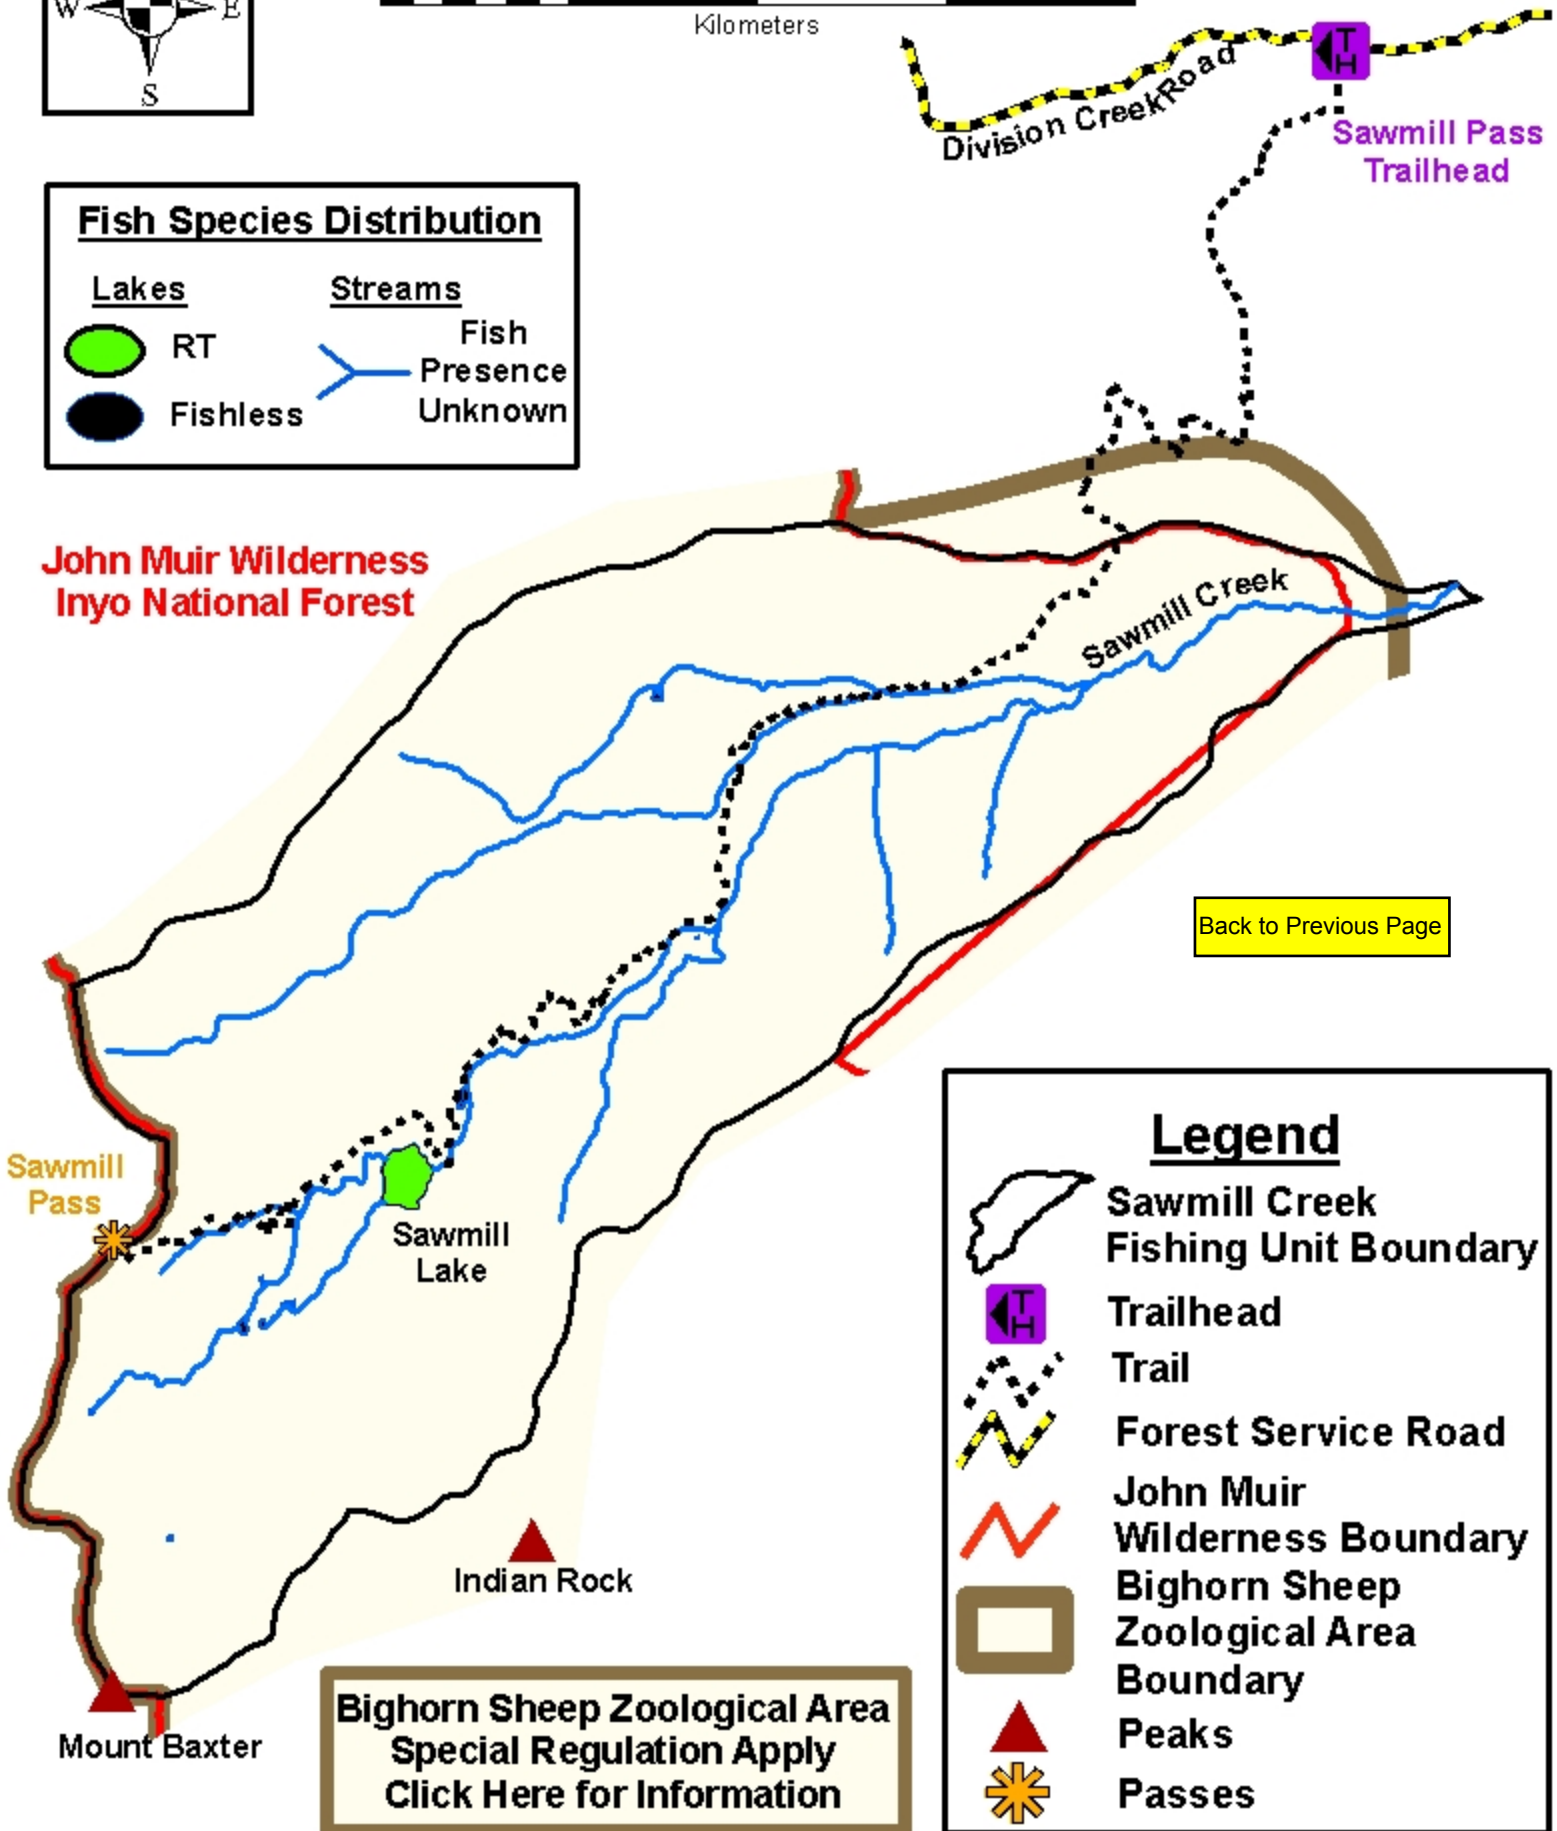 W E
S
Kilometers
TH
Division Creek Road
Sawmill Pass
Trailhead
Fish Species Distribution
Lakes Streams
RT
Fishless
Fish
Presence
Unknown
John Muir Wilderness
Inyo National Forest
Sawmill Creek
Back to Previous Page
Sawmill
Pass
Sawmill
Lake
Indian Rock
Mount Baxter
Bighorn Sheep Zoological Area
Special Regulation Apply
Click Here for Information
Legend
Sawmill Creek
Fishing Unit Boundary
TH
Trailhead
Trail
Forest Service Road
John Muir
Wilderness Boundary
Bighorn Sheep
Zoological Area
Boundary
Peaks
Passes